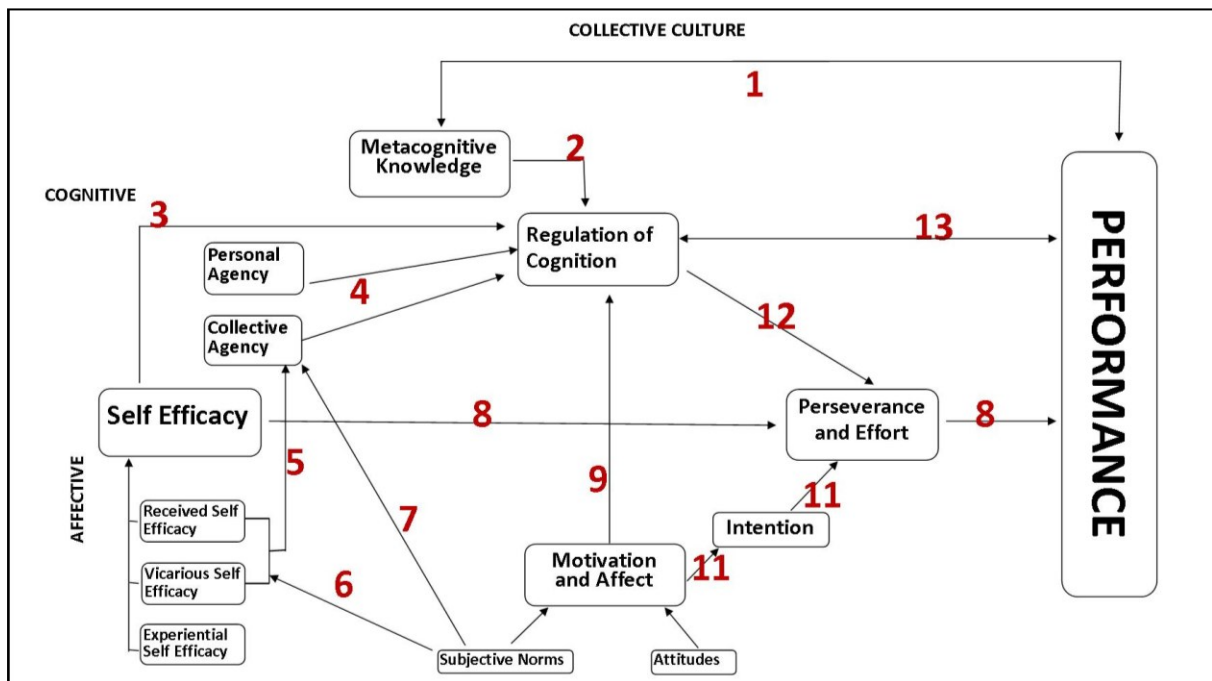 COLLECTIVE CULTURE
1
Metacognitive
Knowledge
2
COGNITIVE
3
Regulation of
Cognition
13
Personal
Agency
4
Collective
Agency
12
PERFORMANCE
Self Efficacy
8
Perseverance
and Effort
8
5
AFFECTIVE
9
11
Received Self
Efficacy
7
Intention
Vicarious Self
Efficacy
6
Motivation
and Affect
11
Experiential
Self Efficacy
Subjective Norms
Attitudes